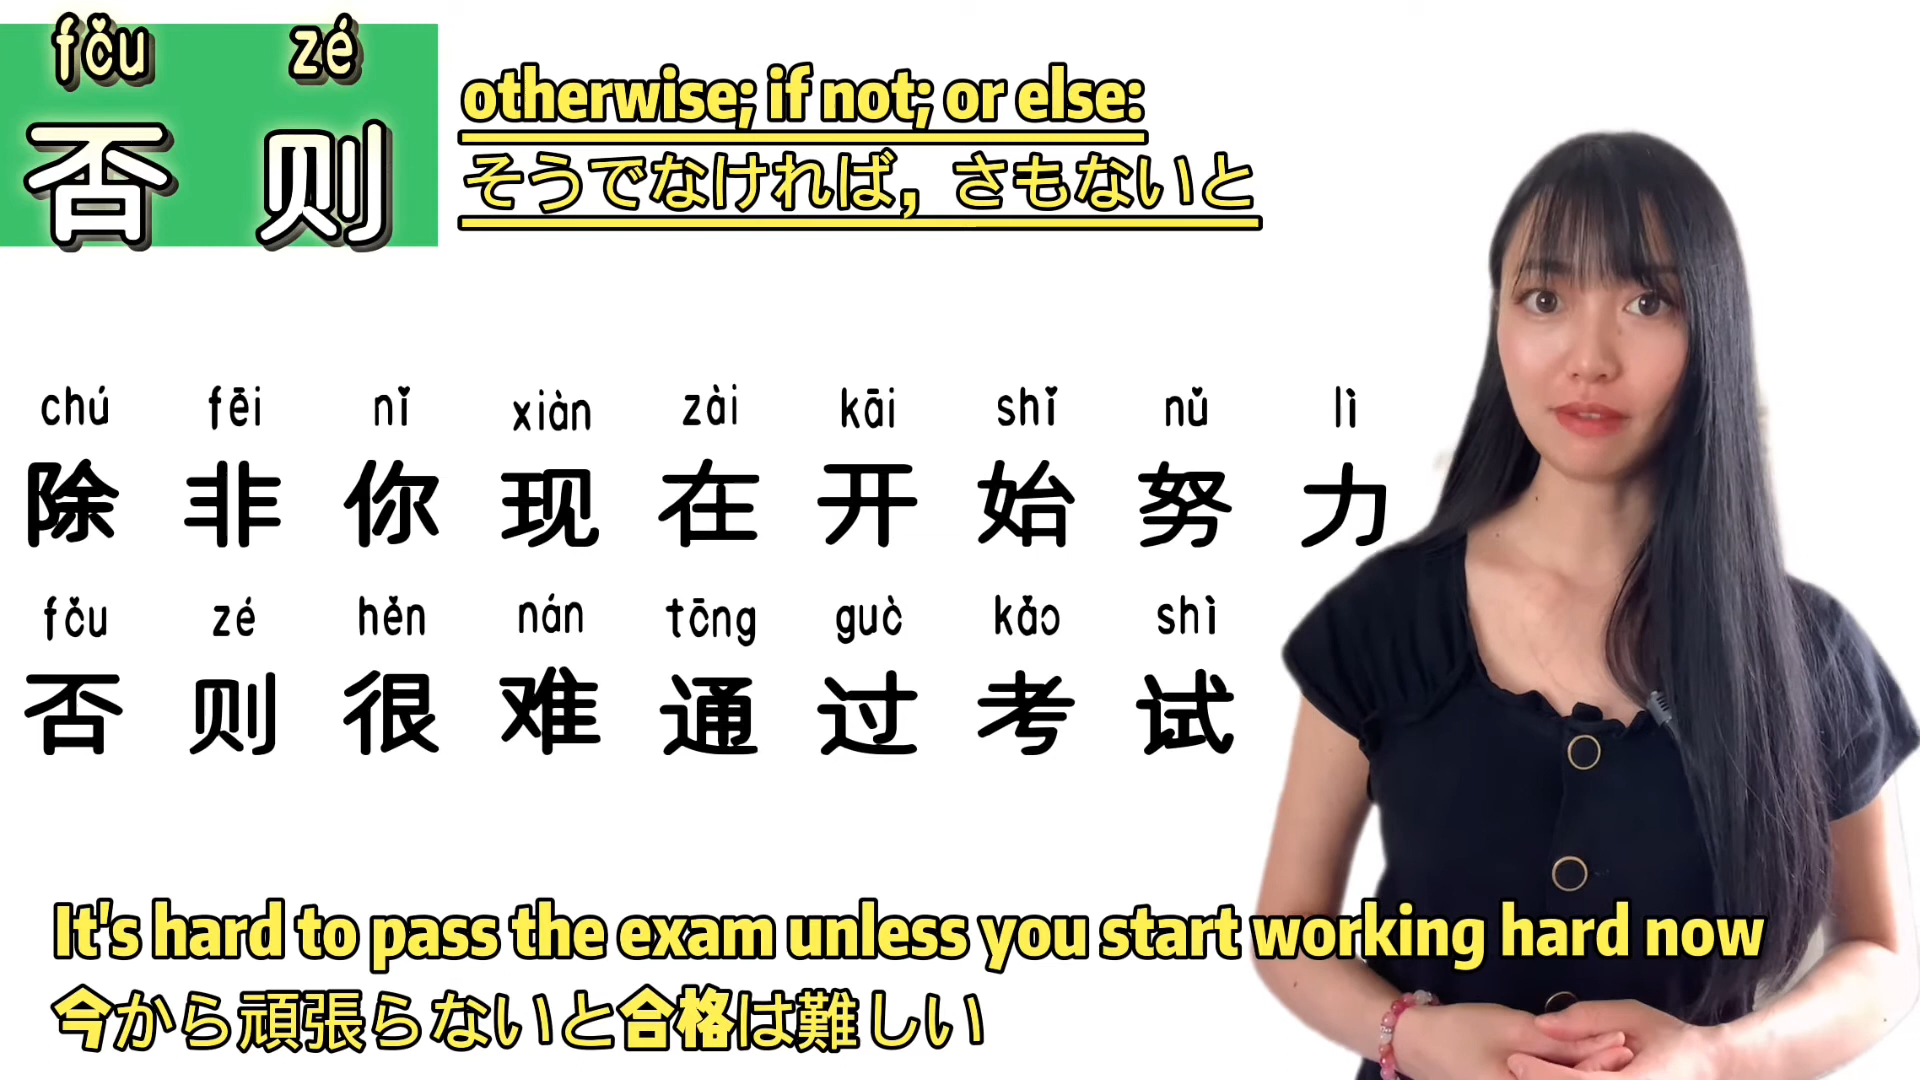 fǒu zé
否则
otherwise; if not; or else:
そうでなければ，さもないと
chú fēi nǐ xiàn zài kāi shǐ nǔ lì
除非你现在开始努力
fǒu zé hěn nán tōng guò kǎo shì
否则很难通过考试
It's hard to pass the exam unless you start working hard now
今から頑張らないと合格は難しい